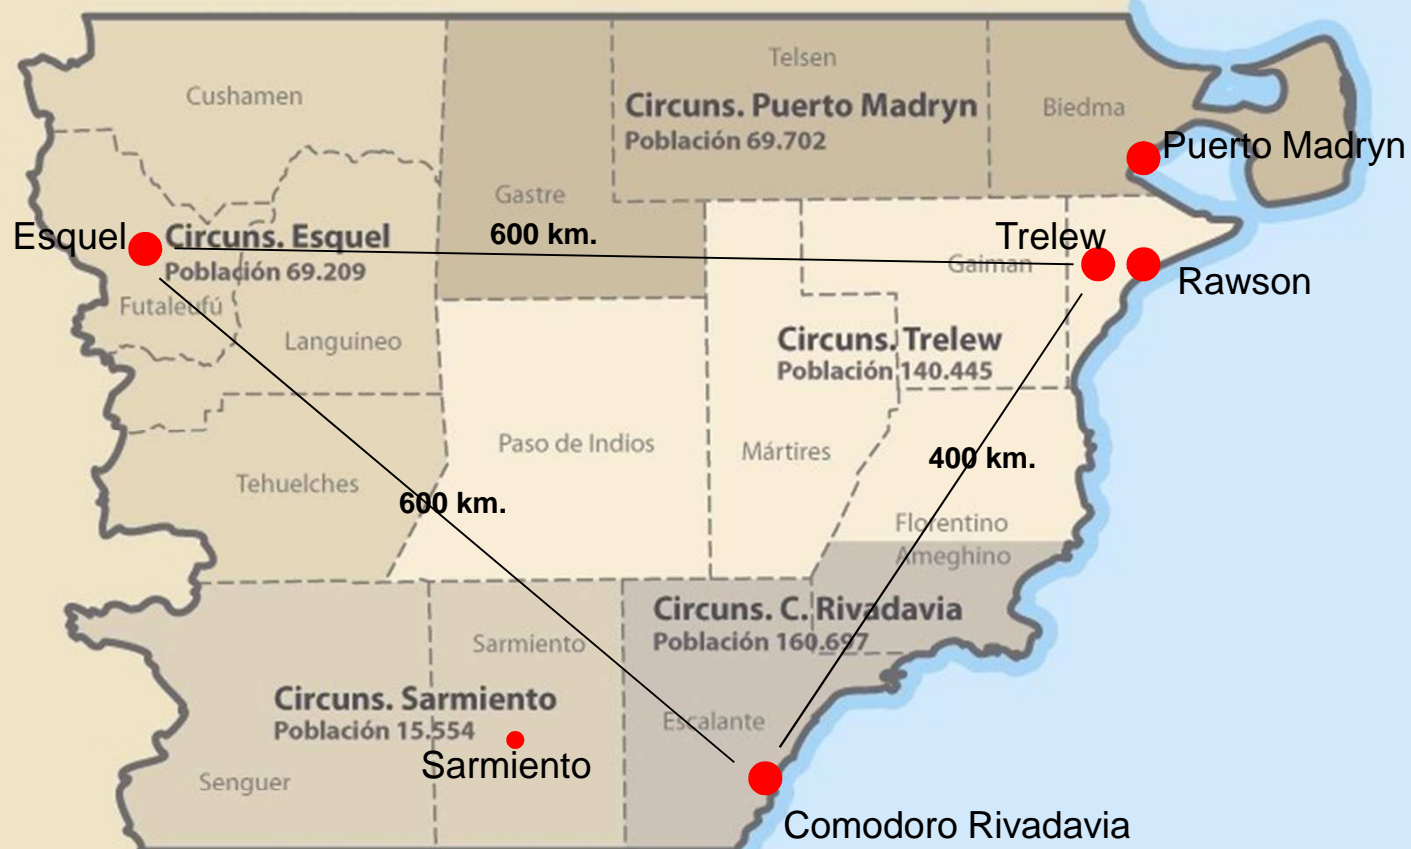 Telsen
Cushamen
Circuns. Puerto Madryn
Población 69.702
Biedma
Puerto Madryn
Gastre
Esquel
Circuns. Esquel
Población 69.209
600 km.
Trelew
Gaiman
Rawson
Futaleufú
Languineo
Circuns. Trelew
Población 140.445
Paso de Indios
Mártires
400 km.
Tehuelches
600 km.
Florentino
Ameghino
Circuns. C. Rivadavia
Población 160.697
Sarmiento
Circuns. Sarmiento
Población 15.554
Escalante
Sarmiento
Senguer
Comodoro Rivadavia